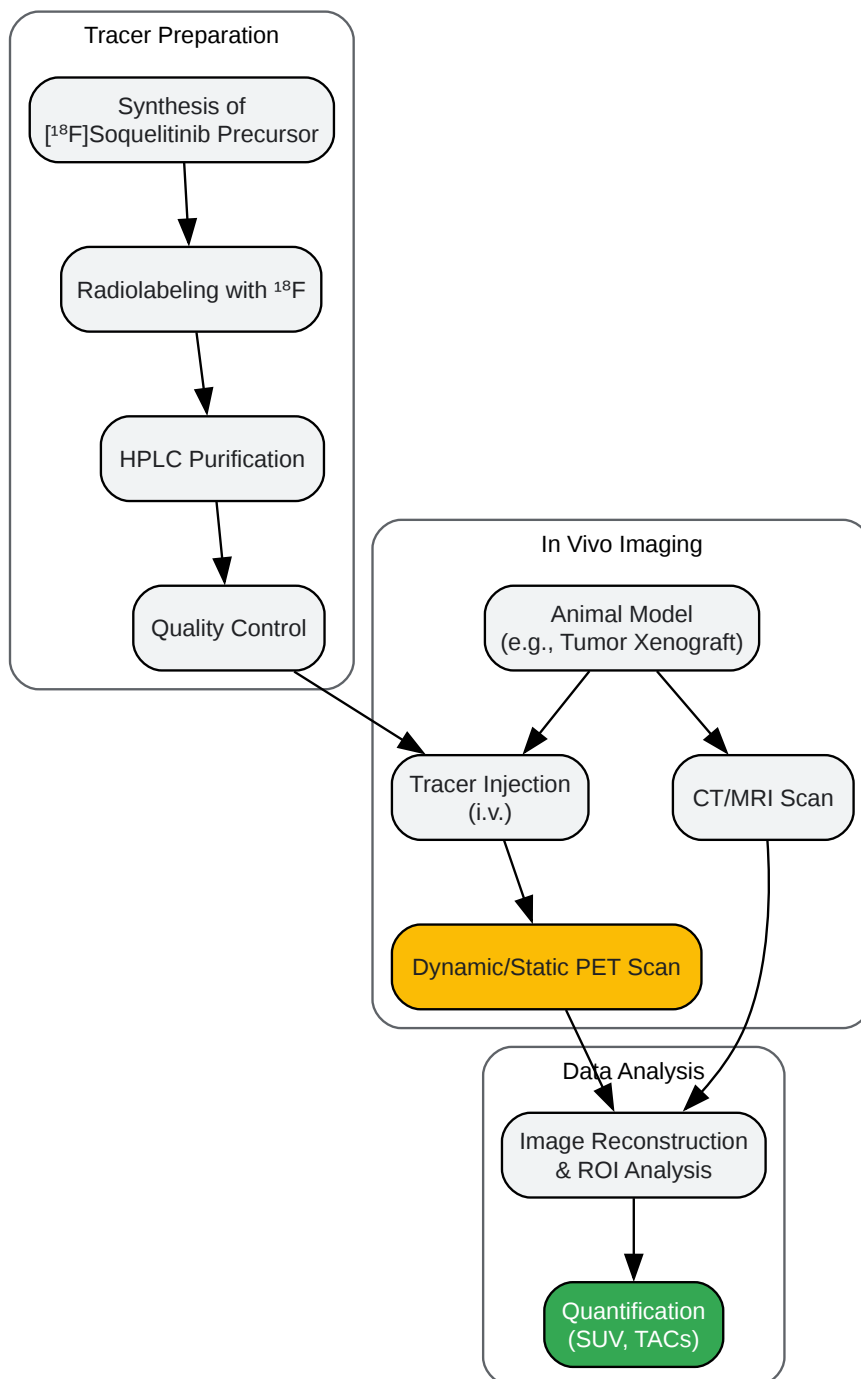 Tracer Preparation
Synthesis of
[¹⁸F]Soquelitinib Precursor
Radiolabeling with ¹⁸F
HPLC Purification
Quality Control
In Vivo Imaging
Animal Model
(e.g., Tumor Xenograft)
Tracer Injection
(i.v.)
CT/MRI Scan
Dynamic/Static PET Scan
Data Analysis
Image Reconstruction
& ROI Analysis
Quantification
(SUV, TACs)